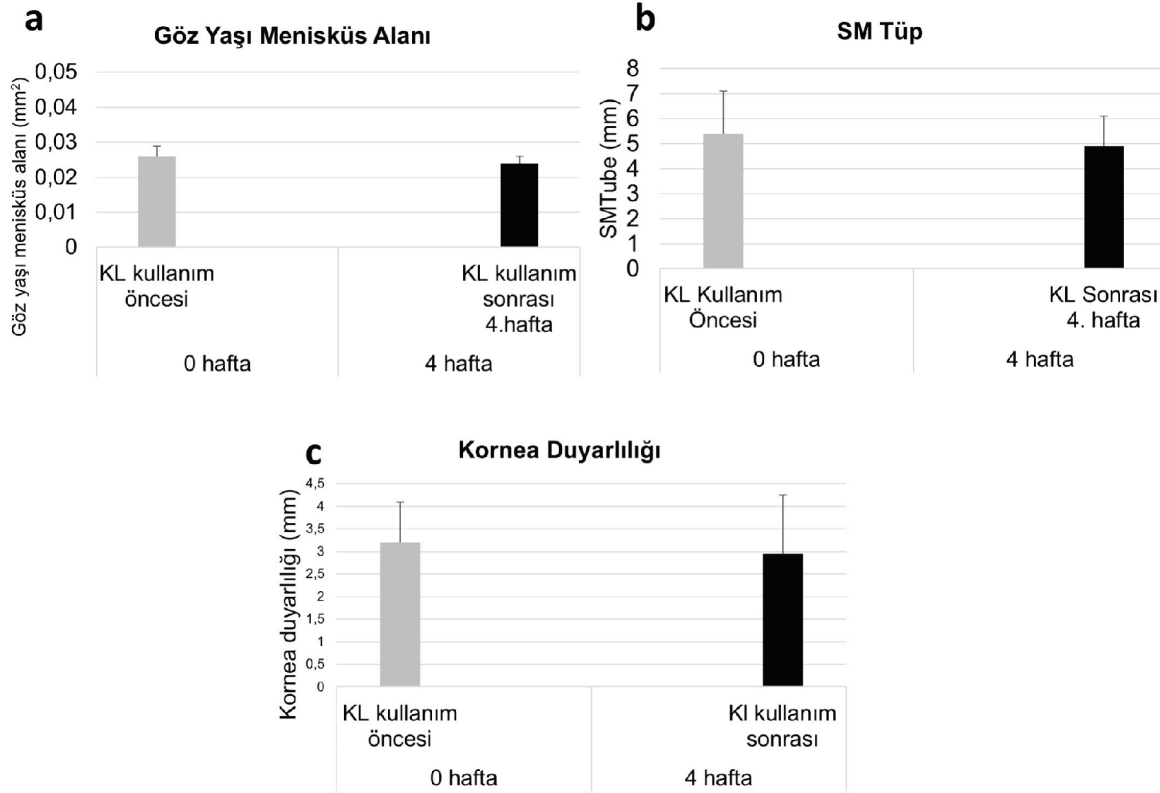 a
Göz Yaşı Menisküs Alanı
Göz yaşı menisküs alanı (mm²)
0,05
0,04
0,03
0,02
0,01
0
KL kullanım
öncesi
KL kullanım
sonrası
4.hafta
0 hafta
4 hafta
b
SM Tüp
SMTube (mm)
8
7
6
5
4
3
2
1
0
KL Kullanım
Öncesi
KL Sonrası
4. hafta
0 hafta
4 hafta
c
Kornea Duyarlılığı
Kornea duyarlılığı (mm)
4,5
4
3,5
3
2,5
2
1,5
1
0,5
0
KL kullanım
öncesi
Kl kullanım
sonrası
0 hafta
4 hafta